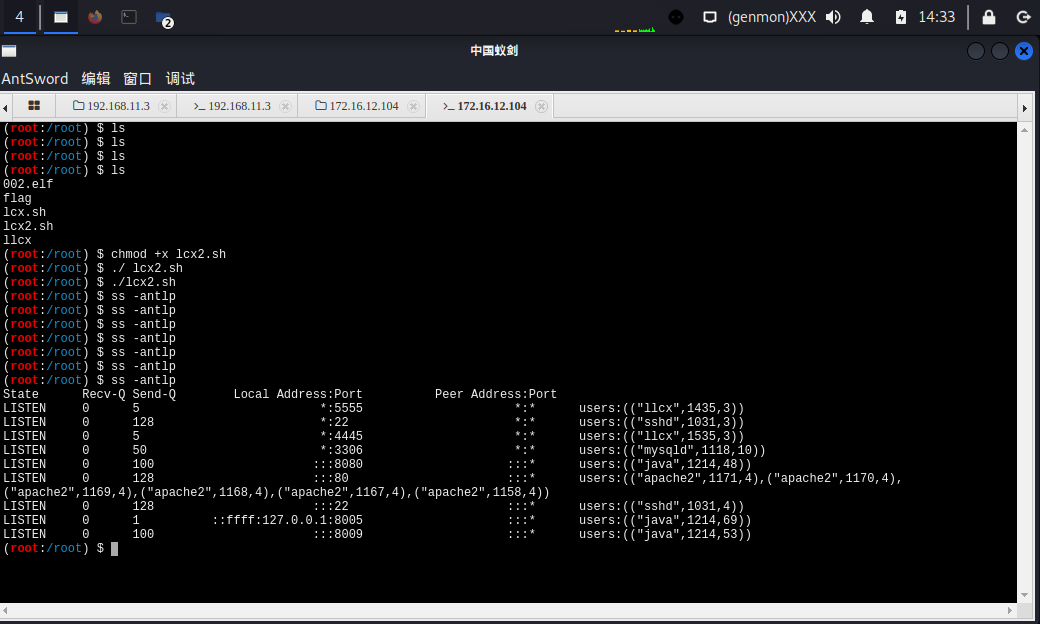 4
2
(genmon)XXX
14:33
中国蚁剑
AntSword 编辑 窗口 调试
192.168.11.3 >_ 192.168.11.3 172.16.12.104 >_ 172.16.12.104
(root:/root) $ ls
(root:/root) $ ls
(root:/root) $ ls
(root:/root) $ ls
002.elf
flag
lcx.sh
lcx2.sh
llcx
(root:/root) $ chmod +x lcx2.sh
(root:/root) $ ./ lcx2.sh
(root:/root) $ ./lcx2.sh
(root:/root) $ ss -antlp
(root:/root) $ ss -antlp
(root:/root) $ ss -antlp
(root:/root) $ ss -antlp
(root:/root) $ ss -antlp
(root:/root) $ ss -antlp
(root:/root) $ ss -antlp
State Recv-Q Send-Q Local Address:Port Peer Address:Port
LISTEN 0 5 *:5555 *:* users:(("llcx",1435,3))
LISTEN 0 128 *:22 *:* users:(("sshd",1031,3))
LISTEN 0 5 *:4445 *:* users:(("llcx",1535,3))
LISTEN 0 50 *:3306 *:* users:(("mysqld",1118,10))
LISTEN 0 100 :::8080 :::* users:(("java",1214,48))
LISTEN 0 128 :::80 :::* users:(("apache2",1171,4),("apache2",1170,4),
("apache2",1169,4),("apache2",1168,4),("apache2",1167,4),("apache2",1158,4))
LISTEN 0 128 :::22 :::* users:(("sshd",1031,4))
LISTEN 0 1 ::ffff:127.0.0.1:8005 :::* users:(("java",1214,69))
LISTEN 0 100 :::8009 :::* users:(("java",1214,53))
(root:/root) $